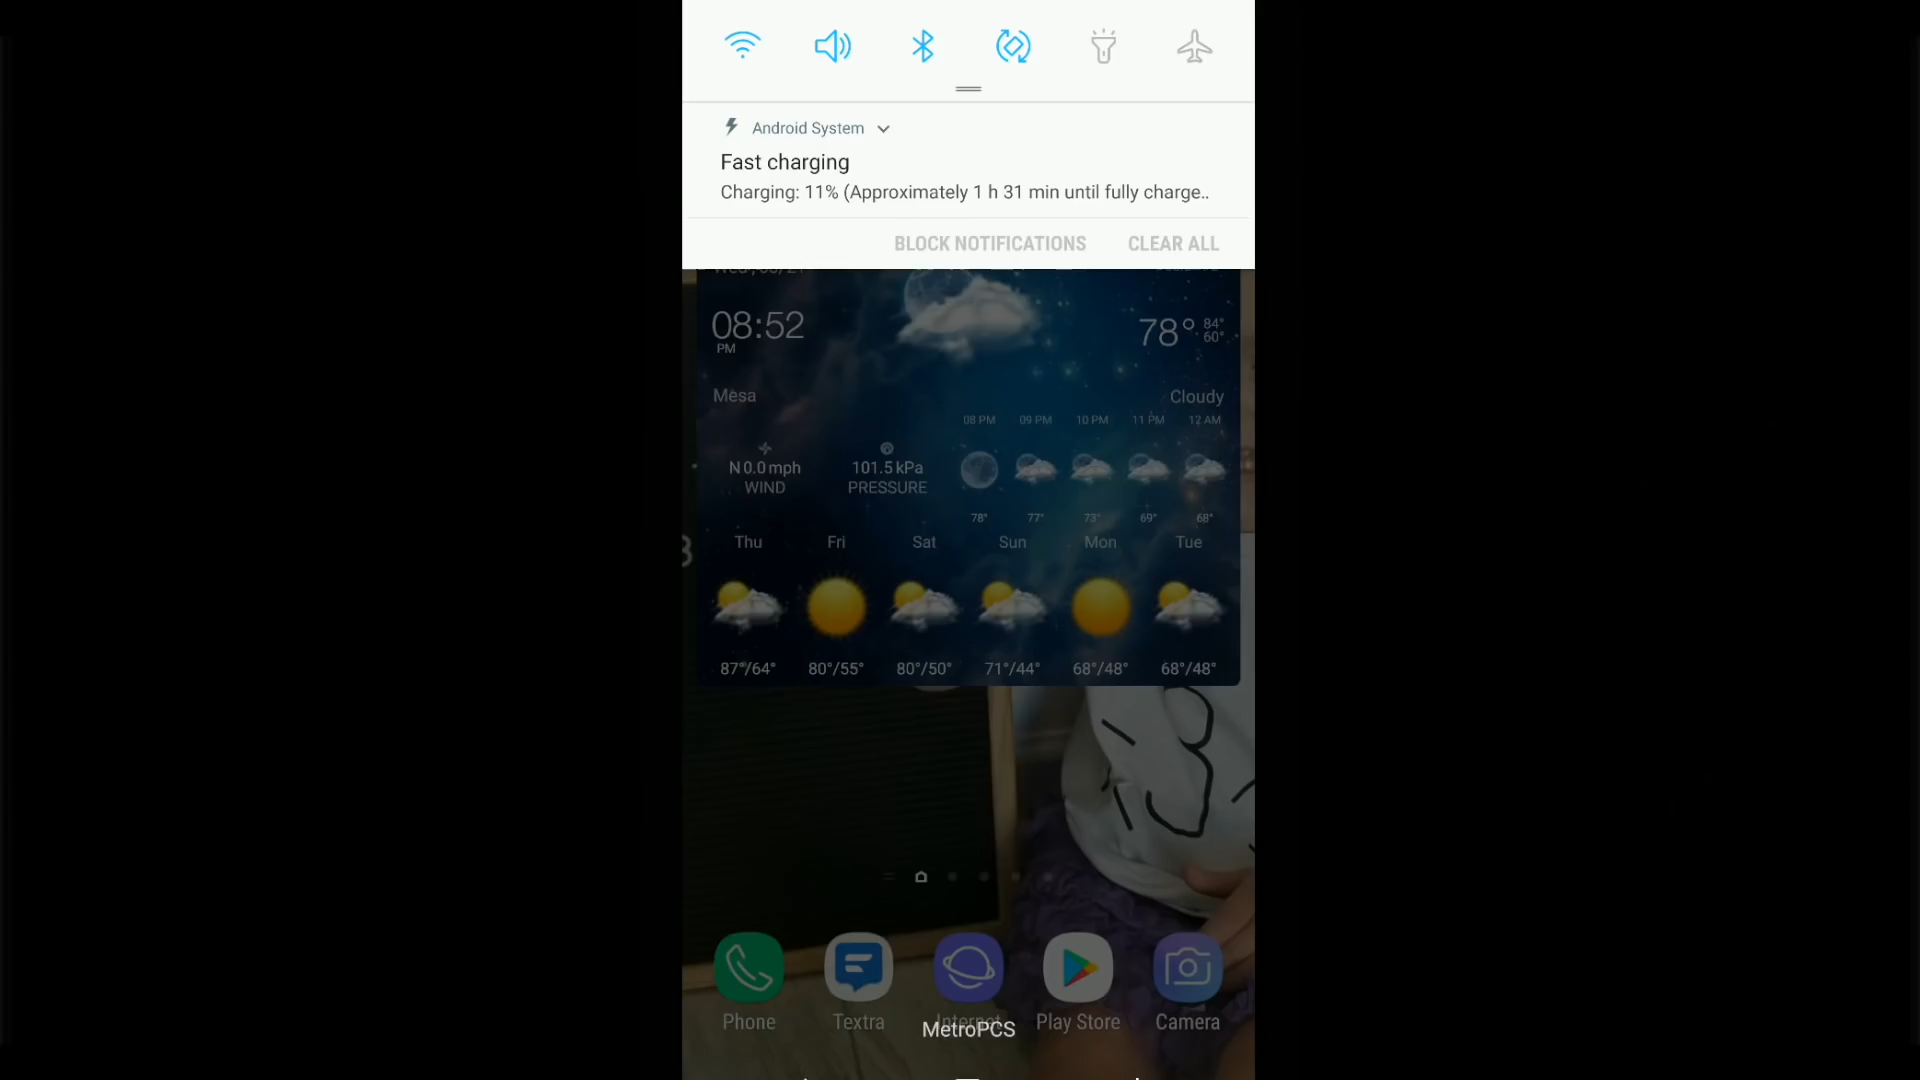 Android System
Fast charging
Charging: 11% (Approximately 1 h 31 min until fully charge..
BLOCK NOTIFICATIONS CLEAR ALL
08:52
PM
78° 84°
60°
Mesa
Cloudy
08 PM 09 PM 10 PM 11 PM 12 AM
N 0.0 mph
WIND
101.5 kPa
PRESSURE
78° 77° 73° 69° 68°
Thu Fri Sat Sun Mon Tue
87°/64° 80°/55° 80°/50° 71°/44° 68°/48° 68°/48°
Phone Textra Internet Play Store Camera
MetroPCS